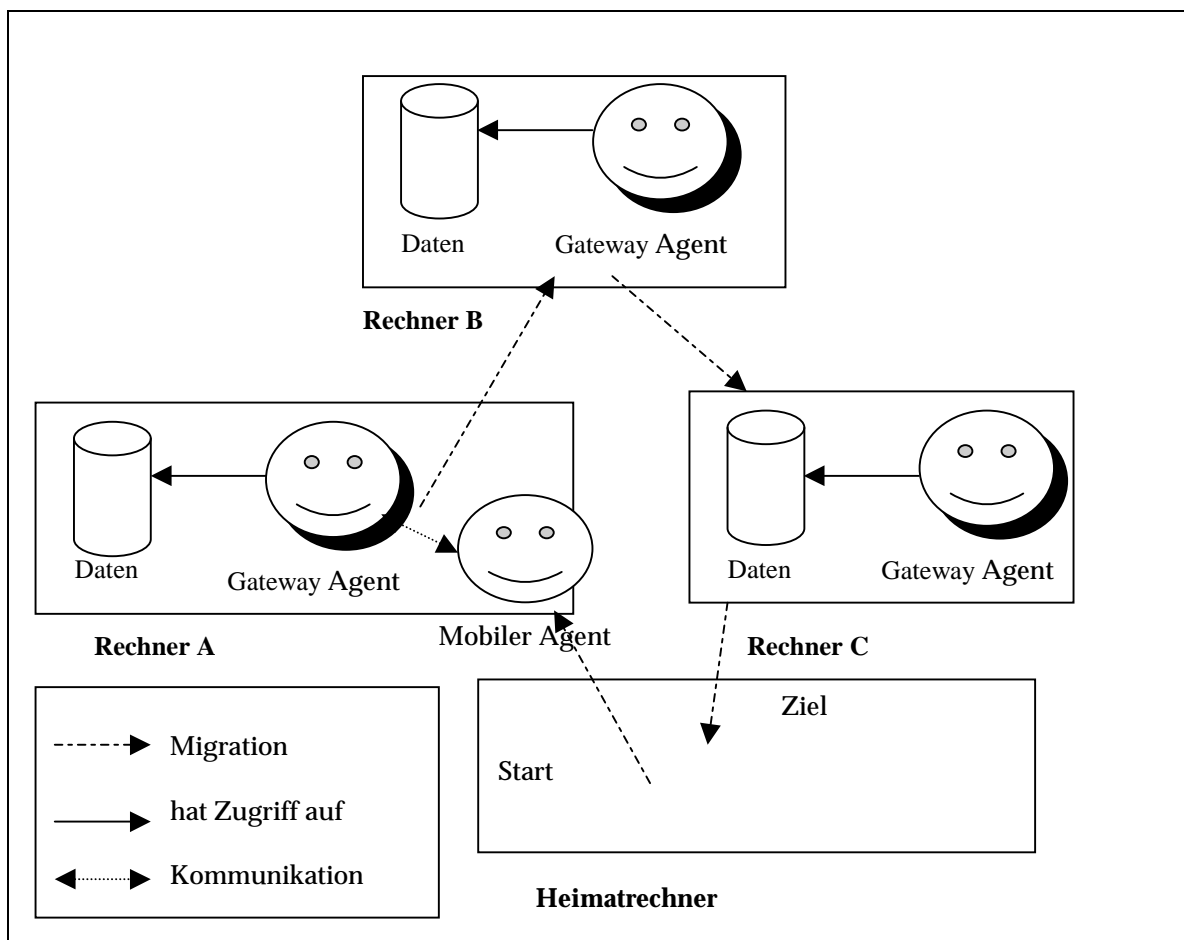 Daten
Gateway Agent
Rechner B
Daten
Gateway Agent
Mobiler Agent
Rechner A
Daten
Gateway Agent
Rechner C
Migration
hat Zugriff auf
Kommunikation
Ziel
Start
Heimatrechner